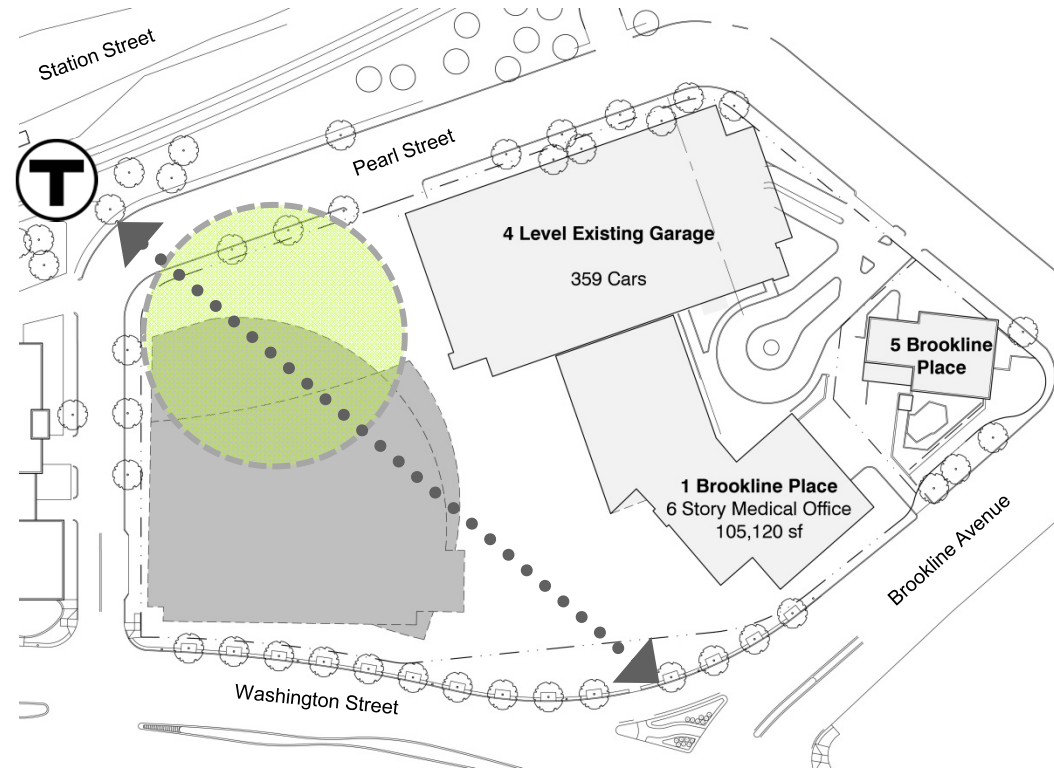 Station Street
T
Pearl Street
4 Level Existing Garage
359 Cars
5 Brookline
Place
1 Brookline Place
6 Story Medical Office
105,120 sf
Brookline Avenue
Washington Street